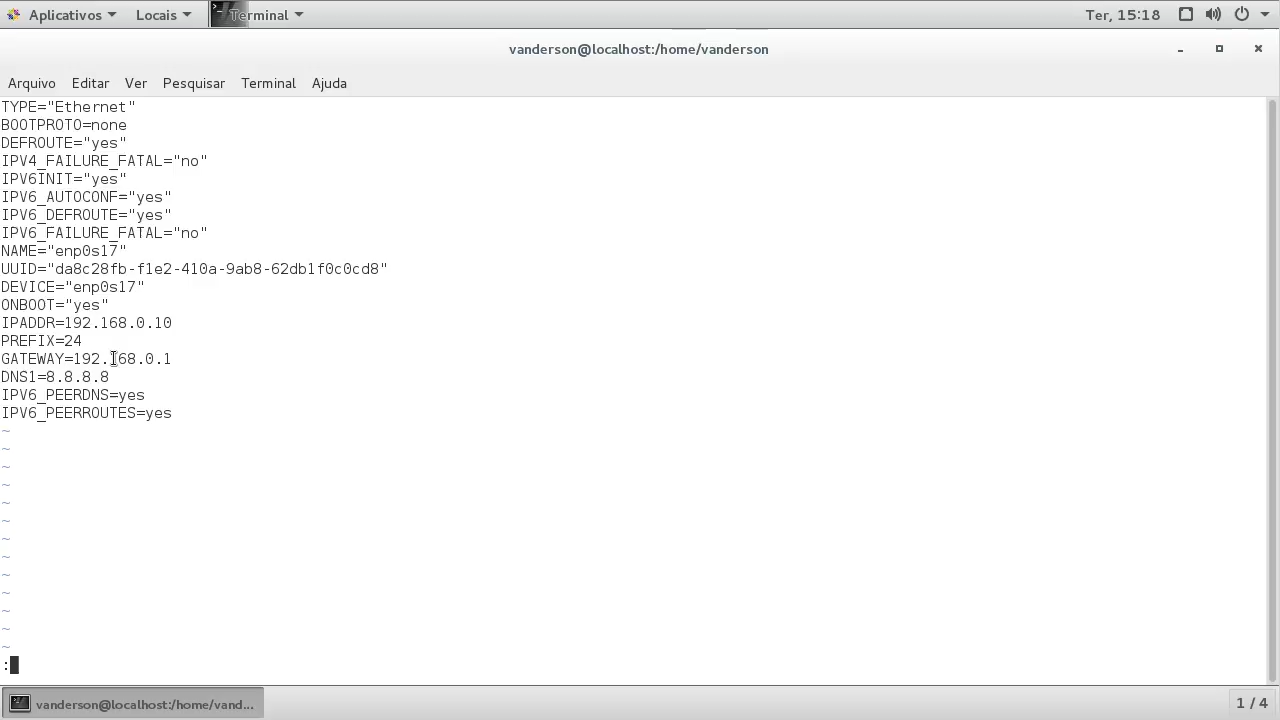 Aplicativos Locais Terminal Ter, 15:18
vanderson@localhost:/home/vanderson
Arquivo Editar Ver Pesquisar Terminal Ajuda
TYPE="Ethernet"
BOOTPROTO=none
DEFROUTE="yes"
IPV4_FAILURE_FATAL="no"
IPV6INIT="yes"
IPV6_AUTOCONF="yes"
IPV6_DEFROUTE="yes"
IPV6_FAILURE_FATAL="no"
NAME="enp0s17"
UUID="da8c28fb-f1e2-410a-9ab8-62db1f0c0cd8"
DEVICE="enp0s17"
ONBOOT="yes"
IPADDR=192.168.0.10
PREFIX=24
GATEWAY=192.168.0.1
DNS1=8.8.8.8
IPV6_PEERDNS=yes
IPV6_PEERROUTES=yes
~
~
~
~
~
~
~
~
~
~
~
~
~
:
vanderson@localhost:/home/vand... 1 / 4